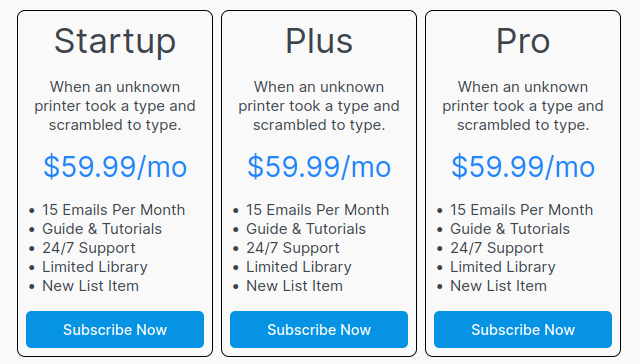 Startup
When an unknown
printer took a type and
scrambled to type.
$59.99/mo
• 15 Emails Per Month
• Guide & Tutorials
• 24/7 Support
• Limited Library
• New List Item
Subscribe Now
Plus
When an unknown
printer took a type and
scrambled to type.
$59.99/mo
• 15 Emails Per Month
• Guide & Tutorials
• 24/7 Support
• Limited Library
• New List Item
Subscribe Now
Pro
When an unknown
printer took a type and
scrambled to type.
$59.99/mo
• 15 Emails Per Month
• Guide & Tutorials
• 24/7 Support
• Limited Library
• New List Item
Subscribe Now